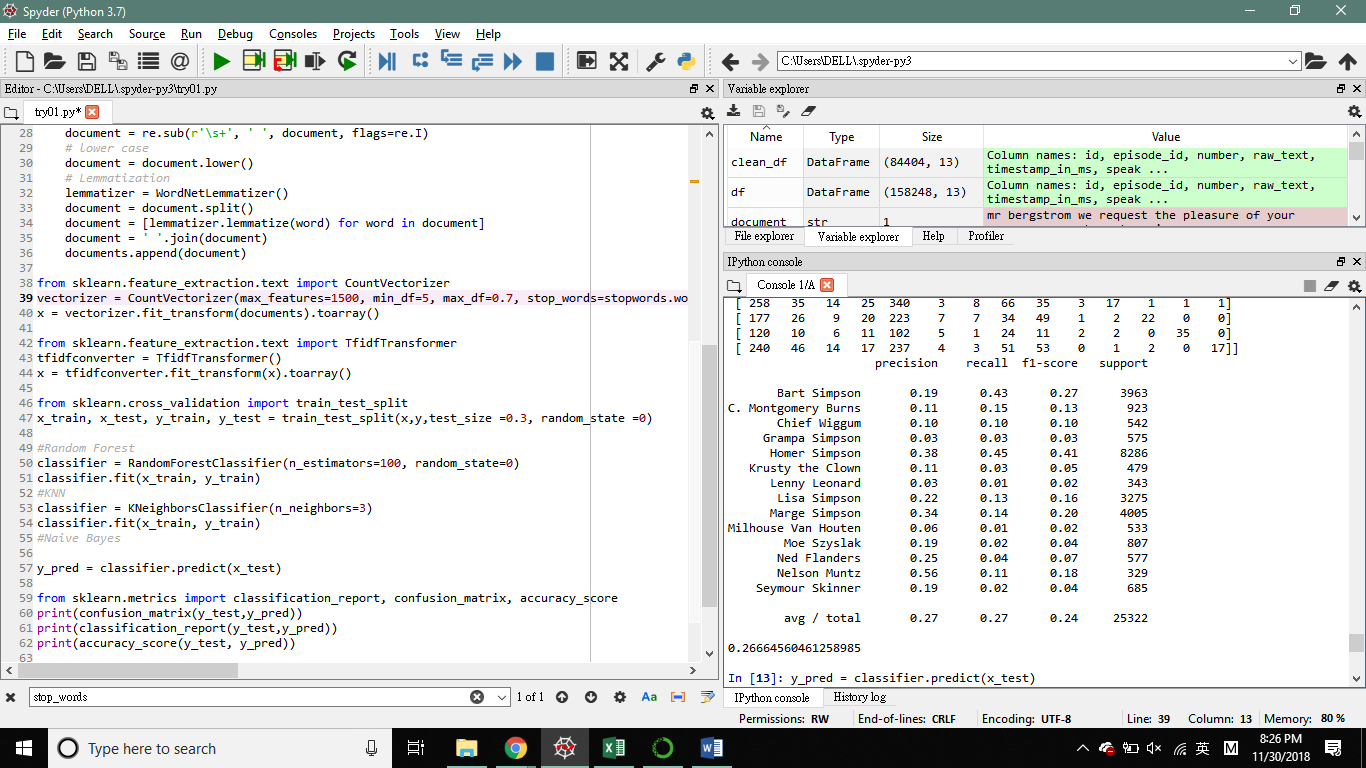 Spyder (Python 3.7)
File Edit Search Source Run Debug Consoles Projects Tools View Help
C:\Users\DELL\.spyder-py3
Editor - C:\Users\DELL\.spyder-py3\try01.py
try01.py*
28 document = re.sub(r'\s+', ' ', document, flags=re.I)
29 # lower case
30 document = document.lower()
31 # Lemmatization
32 lemmatizer = WordNetLemmatizer()
33 document = document.split()
34 document = [lemmatizer.lemmatize(word) for word in document]
35 document = ' '.join(document)
36 documents.append(document)
37
38 from sklearn.feature_extraction.text import CountVectorizer
39 vectorizer = CountVectorizer(max_features=1500, min_df=5, max_df=0.7, stop_words=stopwords.wo
40 x = vectorizer.fit_transform(documents).toarray()
41
42 from sklearn.feature_extraction.text import TfidfTransformer
43 tfidfconverter = TfidfTransformer()
44 x = tfidfconverter.fit_transform(x).toarray()
45
46 from sklearn.cross_validation import train_test_split
47 x_train, x_test, y_train, y_test = train_test_split(x,y,test_size =0.3, random_state =0)
48
49 #Random Forest
50 classifier = RandomForestClassifier(n_estimators=100, random_state=0)
51 classifier.fit(x_train, y_train)
52 #KNN
53 classifier = KNeighborsClassifier(n_neighbors=3)
54 classifier.fit(x_train, y_train)
55 #Naive Bayes
56
57 y_pred = classifier.predict(x_test)
58
59 from sklearn.metrics import classification_report, confusion_matrix, accuracy_score
60 print(confusion_matrix(y_test,y_pred))
61 print(classification_report(y_test,y_pred))
62 print(accuracy_score(y_test, y_pred))
63
stop_words 1 of 1 Aa
Variable explorer
Name Type Size Value
clean_df DataFrame (84404, 13) Column names: id, episode_id, number, raw_text,
timestamp_in_ms, speak ...
df DataFrame (158248, 13) Column names: id, episode_id, number, raw_text,
timestamp_in_ms, speak ...
document str 1 mr bergstrom we request the pleasure of your
File explorer Variable explorer Help Profiler
IPython console
Console 1/A
[ 258 35 14 25 340 3 8 66 35 3 17 1 1 1]
[ 177 26 9 20 223 7 7 34 49 1 2 22 0 0]
[ 120 10 6 11 102 5 1 24 11 2 2 0 35 0]
[ 240 46 14 17 237 4 3 51 53 0 1 2 0 17]]
precision recall f1-score support
Bart Simpson 0.19 0.43 0.27 3963
C. Montgomery Burns 0.11 0.15 0.13 923
Chief Wiggum 0.10 0.10 0.10 542
Grampa Simpson 0.03 0.03 0.03 575
Homer Simpson 0.38 0.45 0.41 8286
Krusty the Clown 0.11 0.03 0.05 479
Lenny Leonard 0.03 0.01 0.02 343
Lisa Simpson 0.22 0.13 0.16 3275
Marge Simpson 0.34 0.14 0.20 4005
Milhouse Van Houten 0.06 0.01 0.02 533
Moe Szyslak 0.19 0.02 0.04 807
Ned Flanders 0.25 0.04 0.07 577
Nelson Muntz 0.56 0.11 0.18 329
Seymour Skinner 0.19 0.02 0.04 685
avg / total 0.27 0.27 0.24 25322
0.26664560461258985
In [13]: y_pred = classifier.predict(x_test)
IPython console History log
Permissions: RW End-of-lines: CRLF Encoding: UTF-8 Line: 39 Column: 13 Memory: 80 %
Type here to search
英 M 8:26 PM
11/30/2018